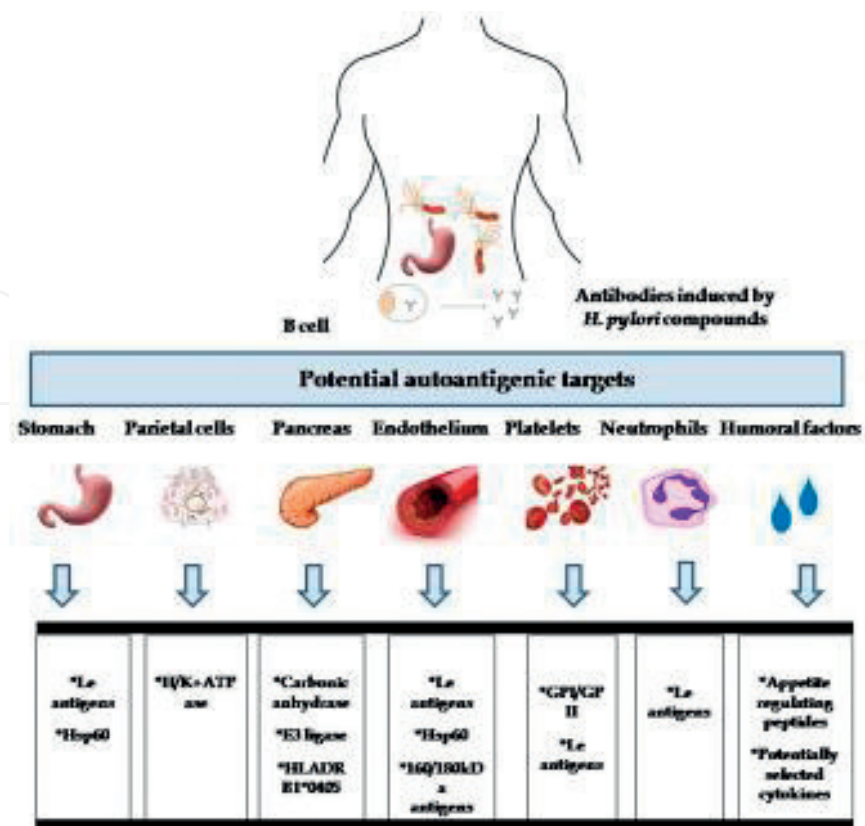 B cell
Antibodies induced by
H. pylori compounds
Potential autoantigenic targets
Stomach Parietal cells Pancreas Endothelium Platelets Neutrophils Humoral factors
*Le
antigens
*Hsp60
*H/K+ATP
ase
*Carbonic
anhydrase
*E3 ligase
*HLADR
B1*0405
*Le
antigens
*Hsp60
*160/180kD
a
antigens
*GPI/GP
II
*Le
antigens
*Le
antigens
*Appetite
regulating
peptides
*Potentially
selected
cytokines